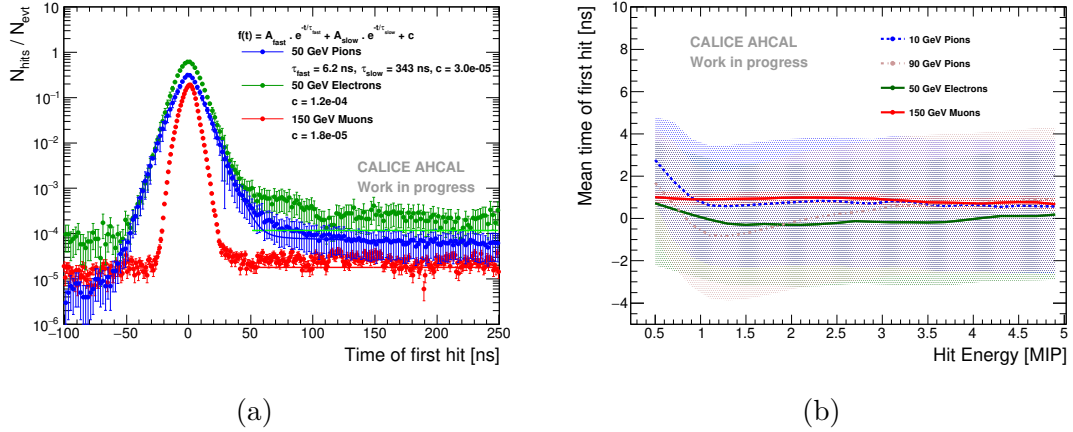 N_hits / N_evt
10
1
10^−1
10^−2
10^−3
10^−4
10^−5
10^−6
−100 −50 0 50 100 150 200 250
Time of first hit [ns]
f(t) = A_fast . e^-t/τ_fast + A_slow . e^-t/τ_slow + c
50 GeV Pions
τ_fast = 6.2 ns, τ_slow = 343 ns, c = 3.0e-05
50 GeV Electrons
c = 1.2e-04
150 GeV Muons
c = 1.8e-05
CALICE AHCAL
Work in progress
(a)
Mean time of first hit [ns]
10
8
6
4
2
0
−2
−4
0.5 1 1.5 2 2.5 3 3.5 4 4.5 5
Hit Energy [MIP]
CALICE AHCAL
Work in progress
10 GeV Pions
90 GeV Pions
50 GeV Electrons
150 GeV Muons
(b)